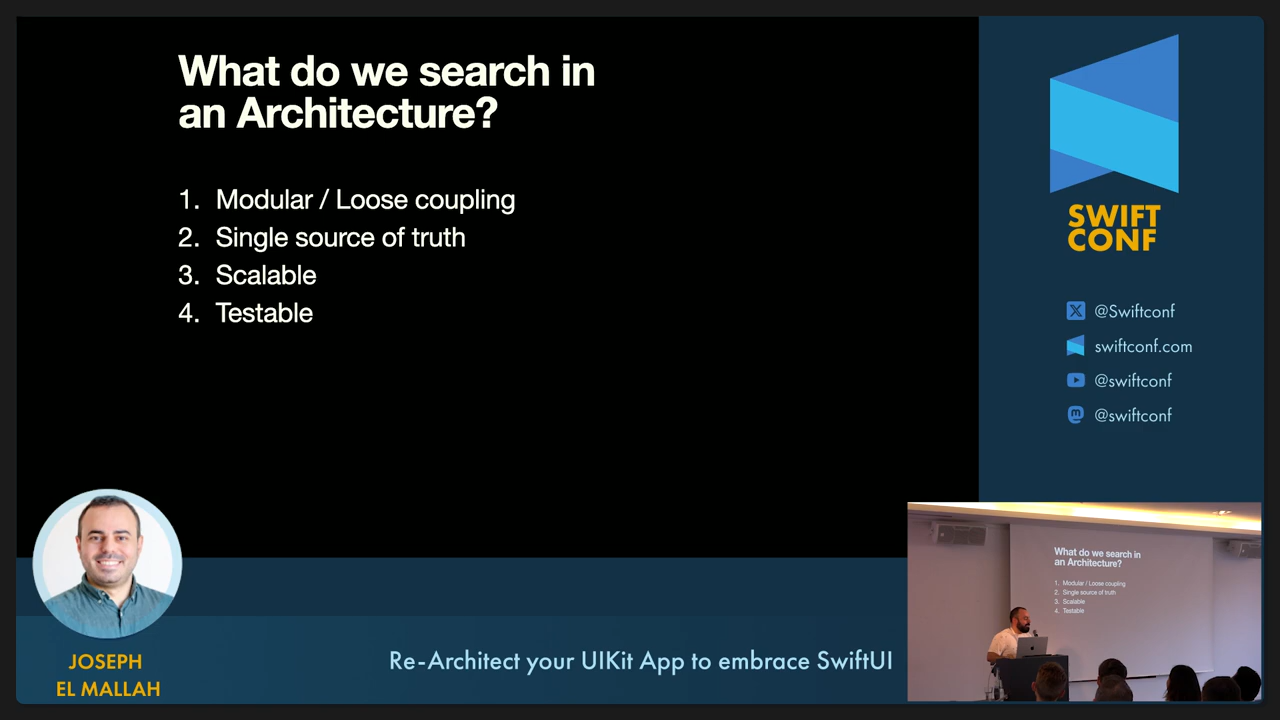 What do we search in
an Architecture?
1. Modular / Loose coupling
2. Single source of truth
3. Scalable
4. Testable
SWIFT
CONF
@Swiftconf
swiftconf.com
@swiftconf
@swiftconf
JOSEPH
EL MALLAH
Re-Architect your UIKit App to embrace SwiftUI
What do we search in
an Architecture?
1. Modular / Loose coupling
2. Single source of truth
3. Scalable
4. Testable